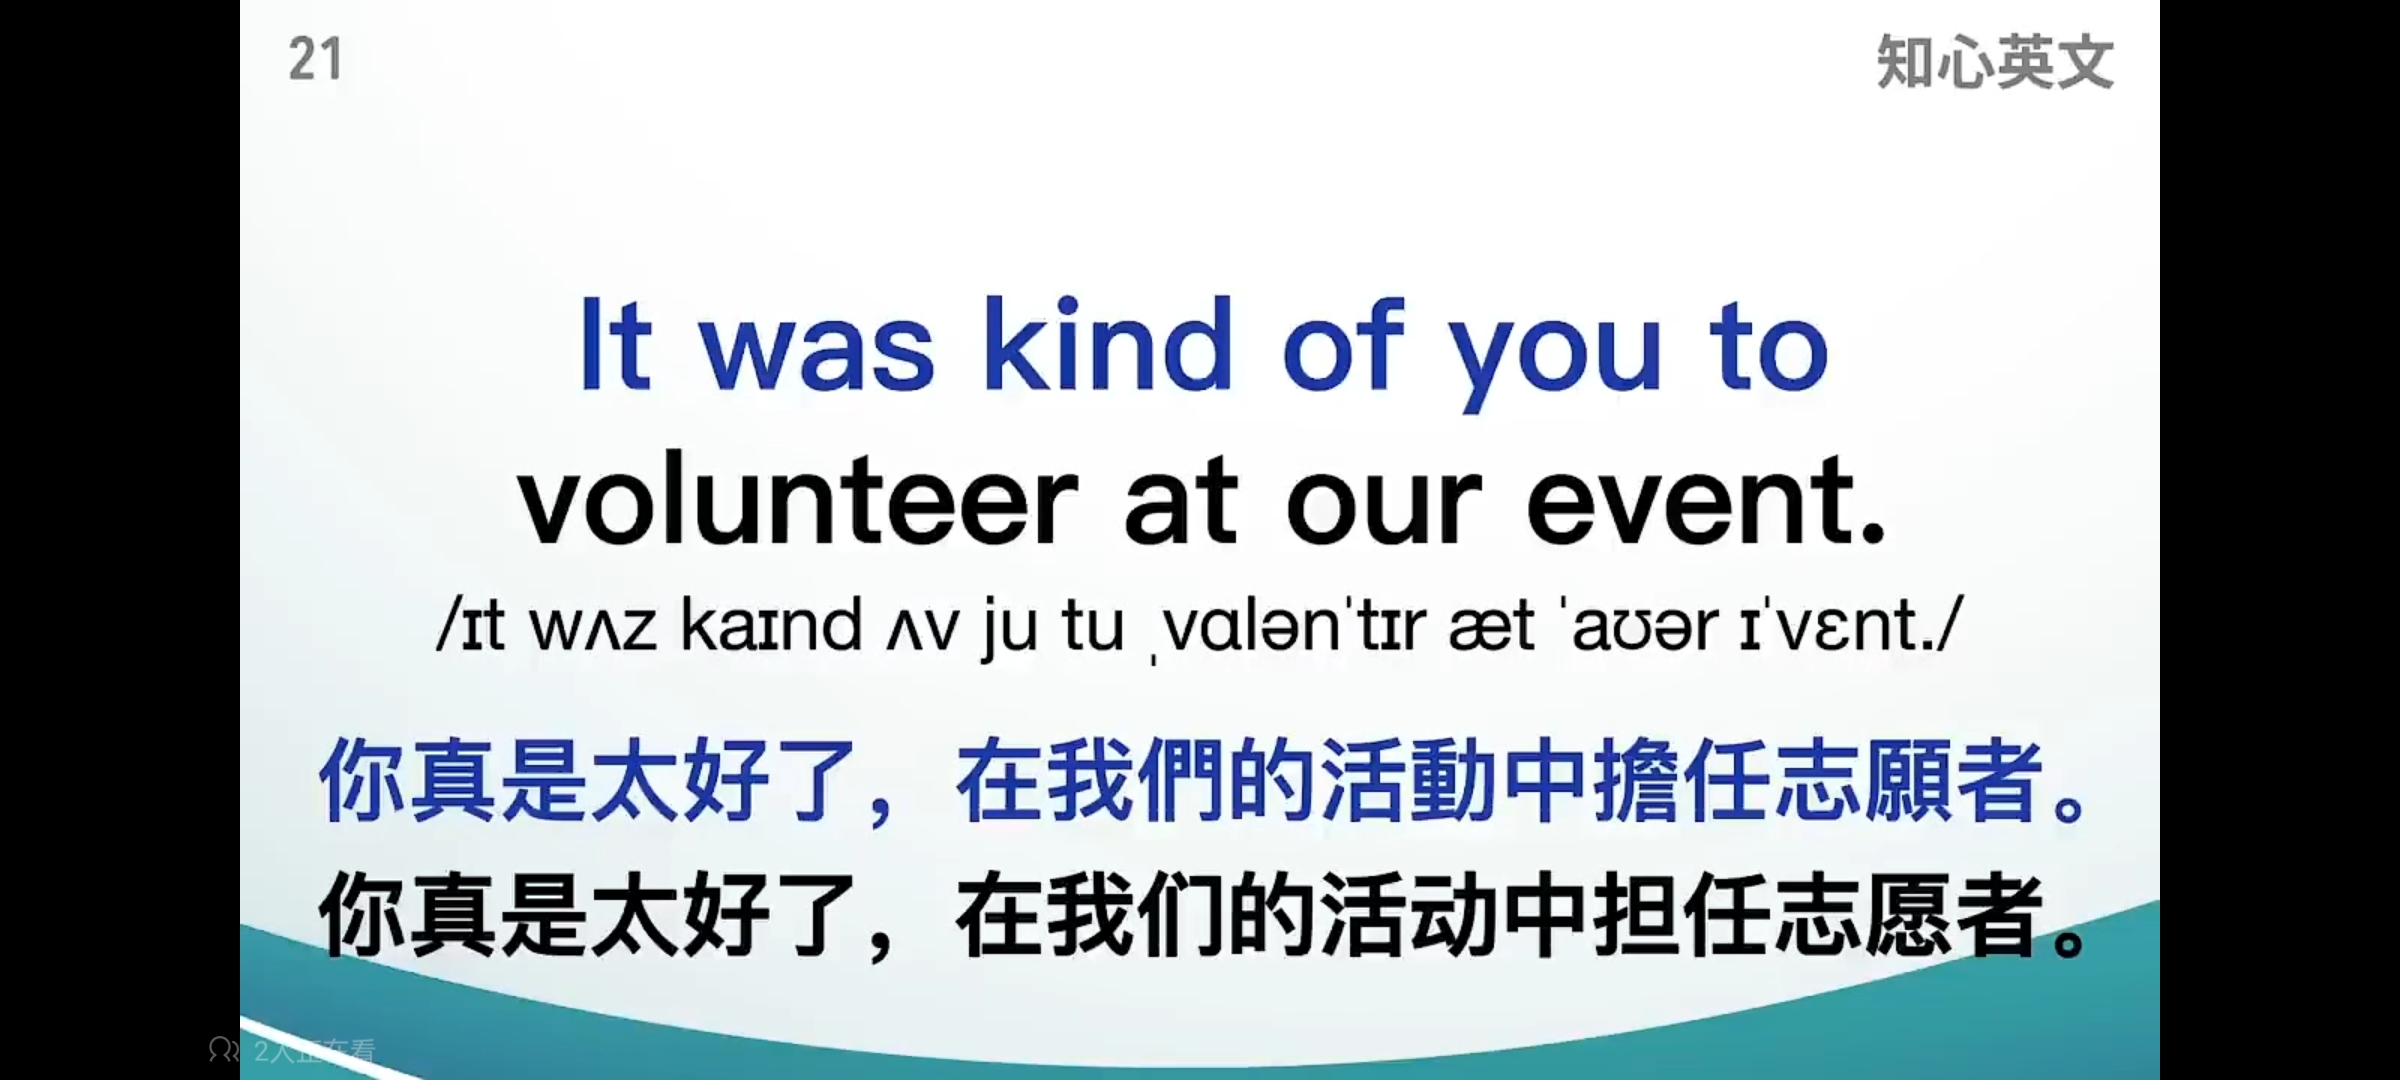 21
知心英文
It was kind of you to
volunteer at our event.
/ɪt wʌz kaɪnd ʌv ju tu ˌvɑlənˈtɪr æt ˈaʊər ɪˈvɛnt./
你真是太好了，在我們的活動中擔任志願者。
你真是太好了，在我们的活动中担任志愿者。
2人正在看